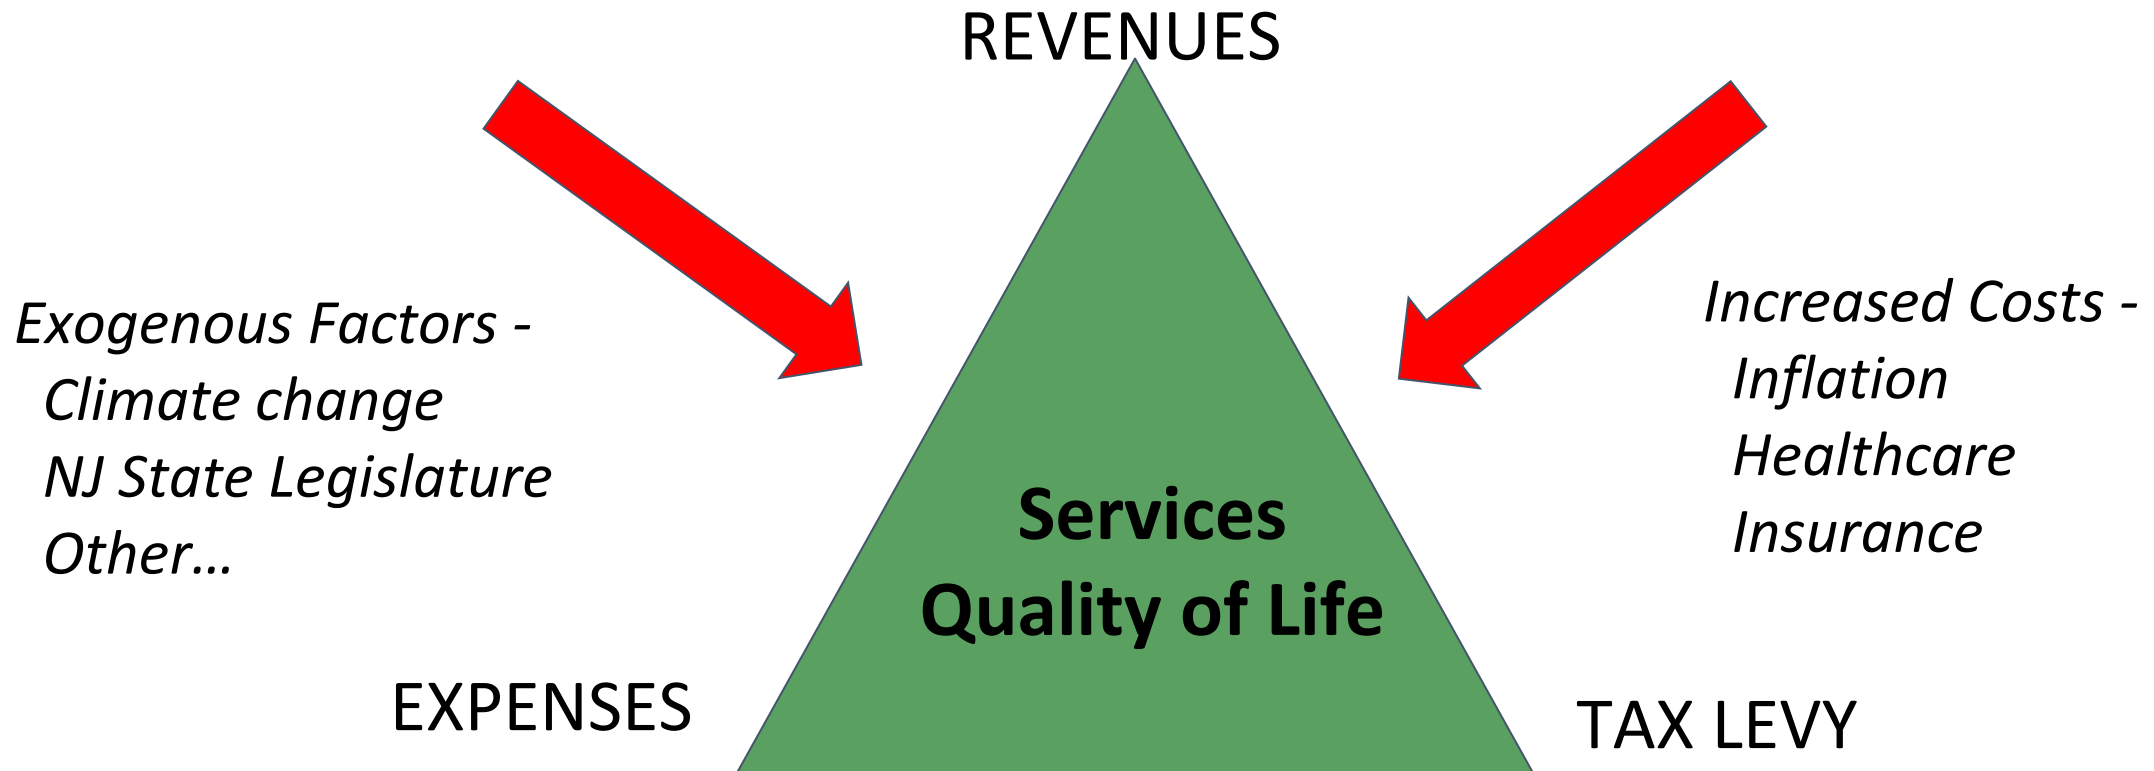 REVENUES
Exogenous Factors -
Climate change
NJ State Legislature
Other...
Increased Costs -
Inflation
Healthcare
Insurance
Services
Quality of Life
EXPENSES
TAX LEVY